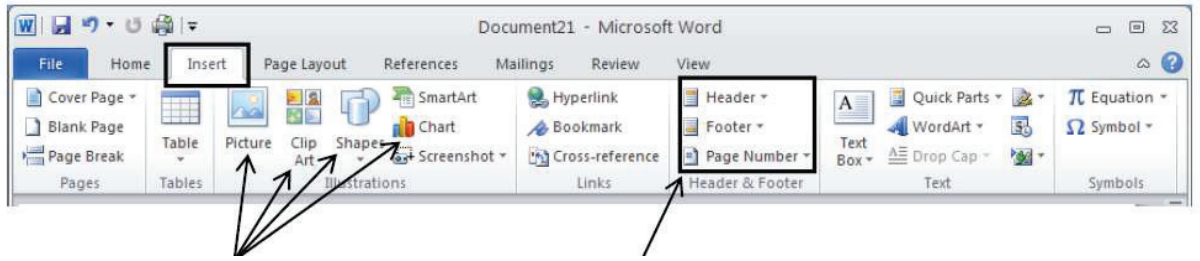 Document21 - Microsoft Word
File Home Insert Page Layout References Mailings Review View
Cover Page
Blank Page
Page Break
Pages
Table
Tables
Picture
Clip Art
Shapes
SmartArt
Chart
Screenshot
Illustrations
Hyperlink
Bookmark
Cross-reference
Links
Header
Footer
Page Number
Header & Footer
A
Text Box
Quick Parts
WordArt
Drop Cap
Text
π Equation
Ω Symbol
Symbols